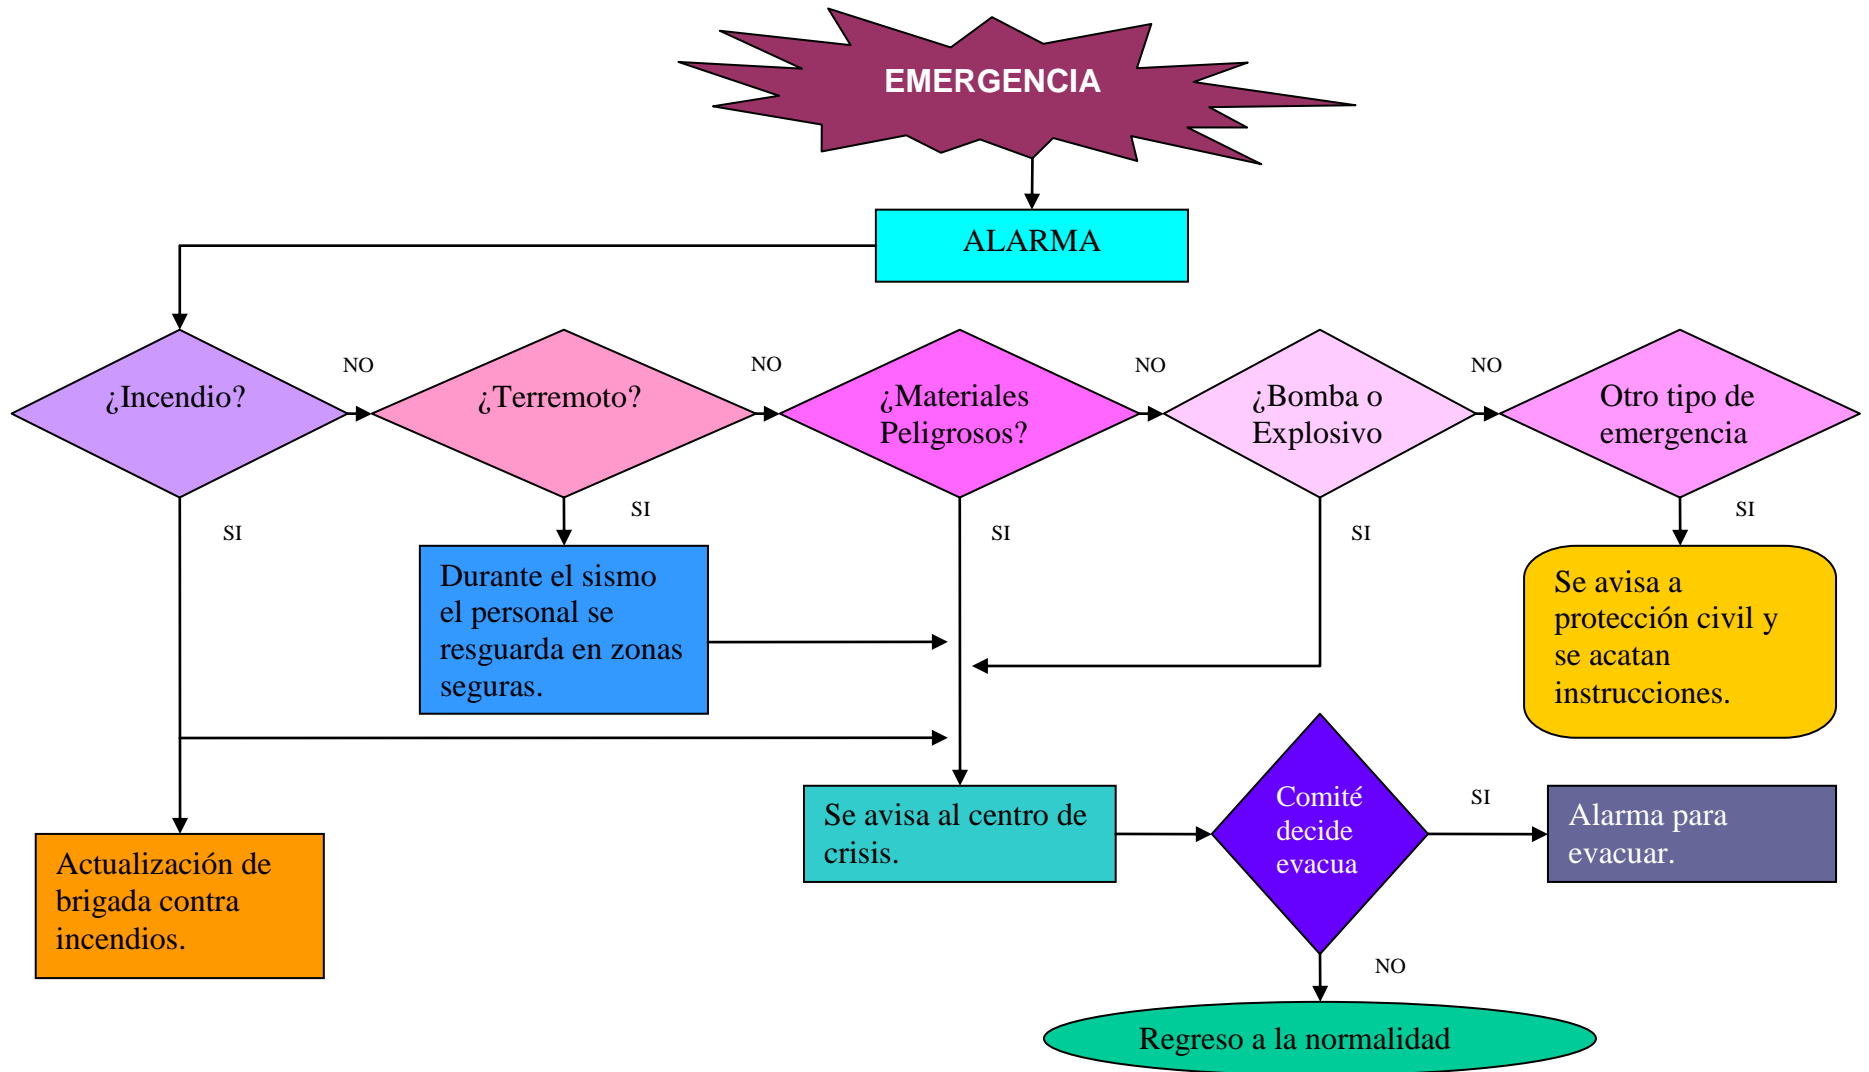 EMERGENCIA
ALARMA
¿Incendio?
NO
¿Terremoto?
NO
¿Materiales
Peligrosos?
NO
¿Bomba o
Explosivo
NO
Otro tipo de
emergencia
SI
SI
SI
SI
SI
Durante el sismo
el personal se
resguarda en zonas
seguras.
Se avisa a
protección civil y
se acatan
instrucciones.
Actualización de
brigada contra
incendios.
Se avisa al centro de
crisis.
Comité
decide
evacua
SI
Alarma para
evacuar.
NO
Regreso a la normalidad